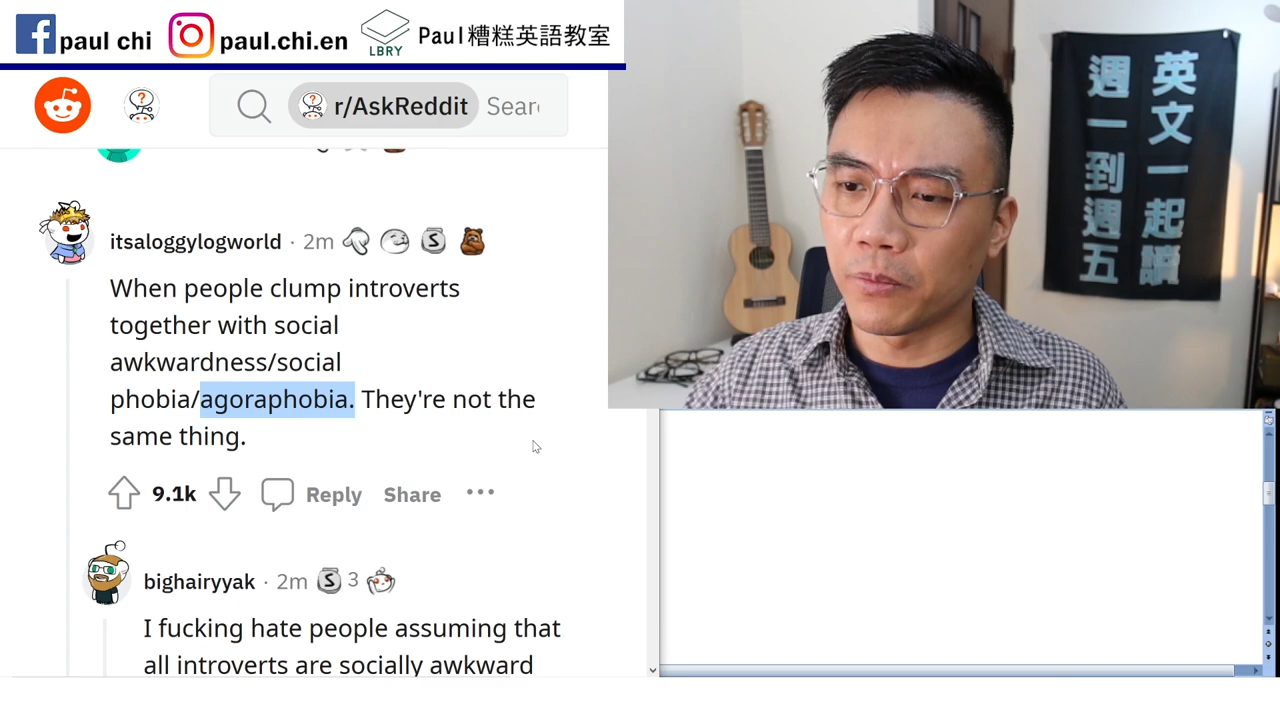 paul chi
paul.chi.en
LBRY
Paul糟糕英語教室
r/AskReddit
Sear
itsaloggylogworld · 2m
When people clump introverts
together with social
awkwardness/social
phobia/agoraphobia. They're not the
same thing.
9.1k Reply Share
bighairyyak · 2m 3
I fucking hate people assuming that
all introverts are socially awkward
英文一起讀
週一到週五